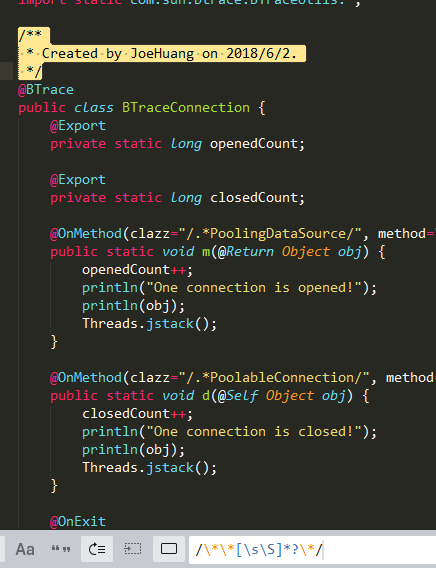 import static com.sun.btrace.BTraceUtils.*;
/**
 * Created by JoeHuang on 2018/6/2.
 */
@BTrace
public class BTraceConnection {
    @Export
    private static long openedCount;
    @Export
    private static long closedCount;
    @OnMethod(clazz="/.*PoolingDataSource/", method="
    public static void m(@Return Object obj) {
        openedCount++;
        println("One connection is opened!");
        println(obj);
        Threads.jstack();
    }
    @OnMethod(clazz="/.*PoolableConnection/", method=
    public static void d(@Self Object obj) {
        closedCount++;
        println("One connection is closed!");
        println(obj);
        Threads.jstack();
    }
    @OnExit
Aa “” /\*\*[\s\S]*?\*/